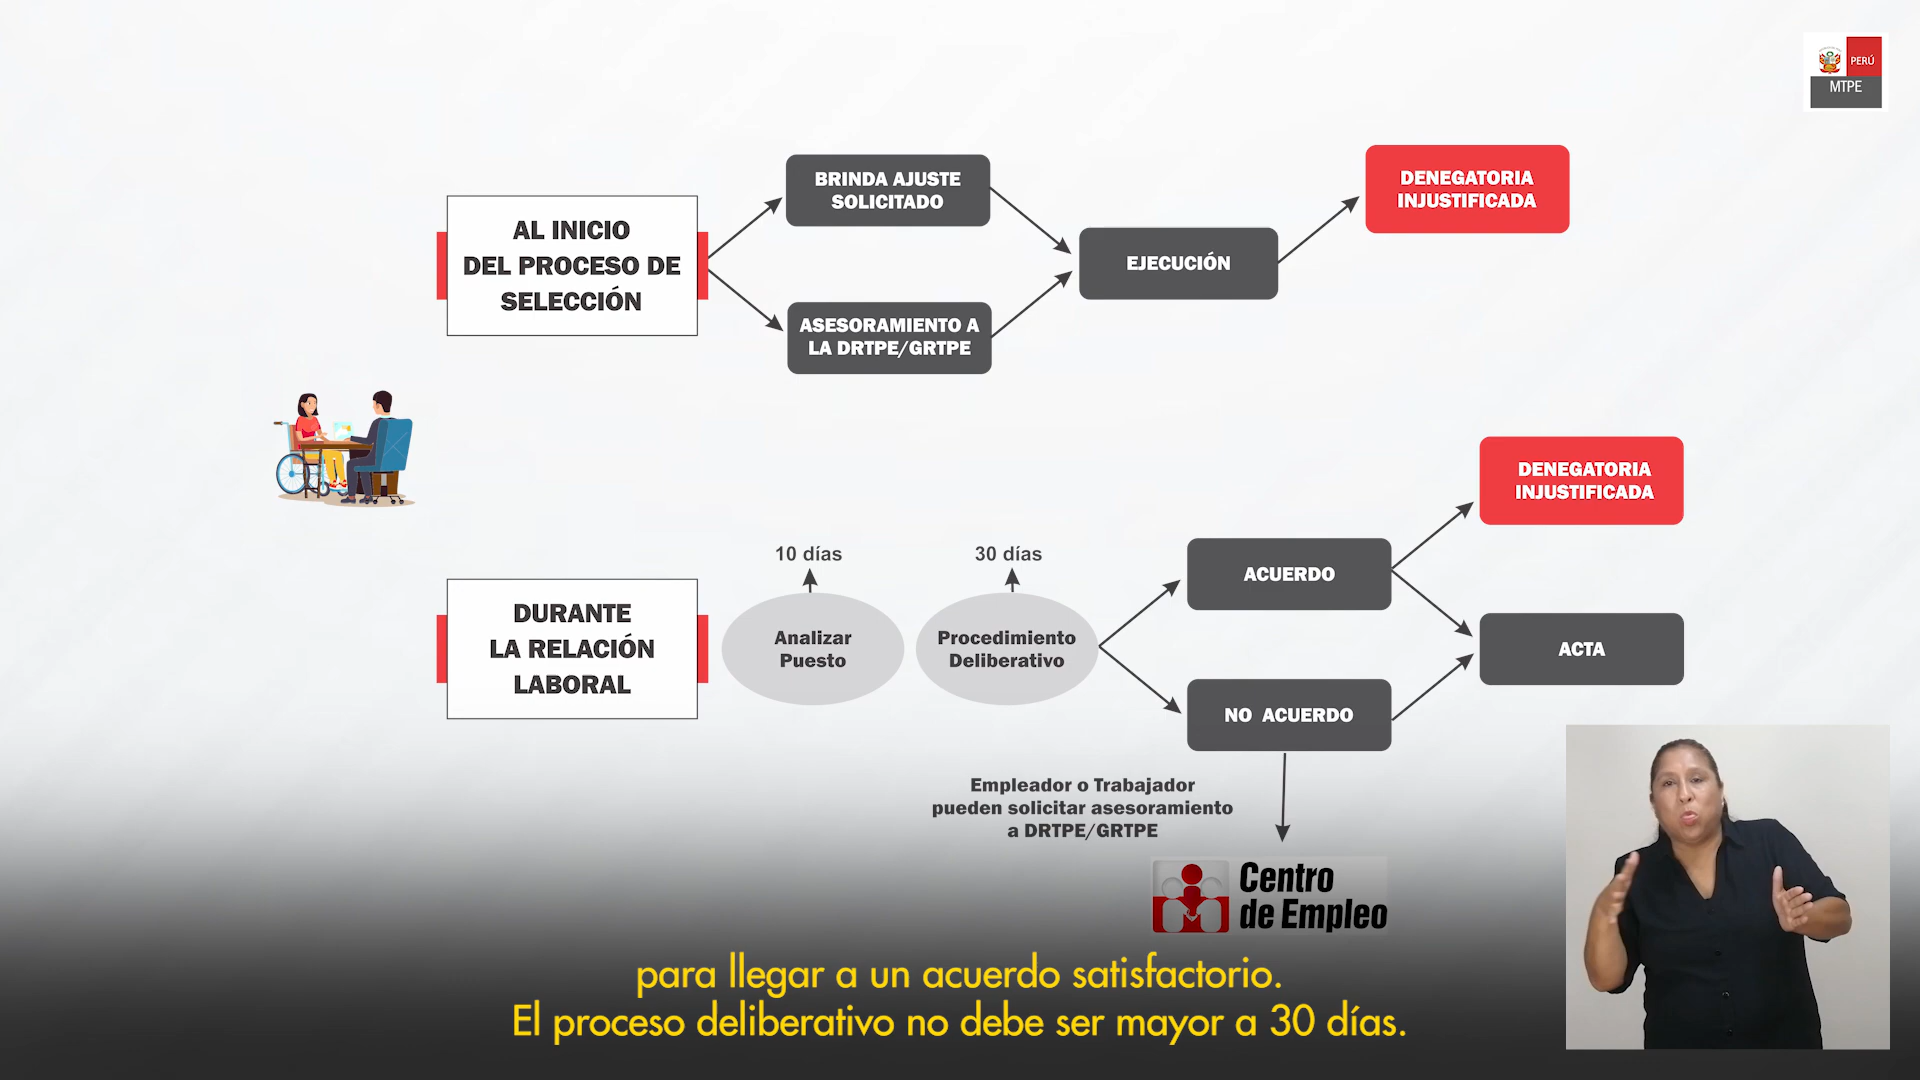 PERÚ
MTPE
AL INICIO
DEL PROCESO DE
SELECCIÓN
BRINDA AJUSTE
SOLICITADO
ASESORAMIENTO A
LA DRTPE/GRTPE
EJECUCIÓN
DENEGATORIA
INJUSTIFICADA
DURANTE
LA RELACIÓN
LABORAL
10 días
Analizar
Puesto
30 días
Procedimiento
Deliberativo
ACUERDO
NO ACUERDO
DENEGATORIA
INJUSTIFICADA
ACTA
Empleador o Trabajador
pueden solicitar asesoramiento
a DRTPE/GRTPE
Centro
de Empleo
para llegar a un acuerdo satisfactorio.
El proceso deliberativo no debe ser mayor a 30 días.